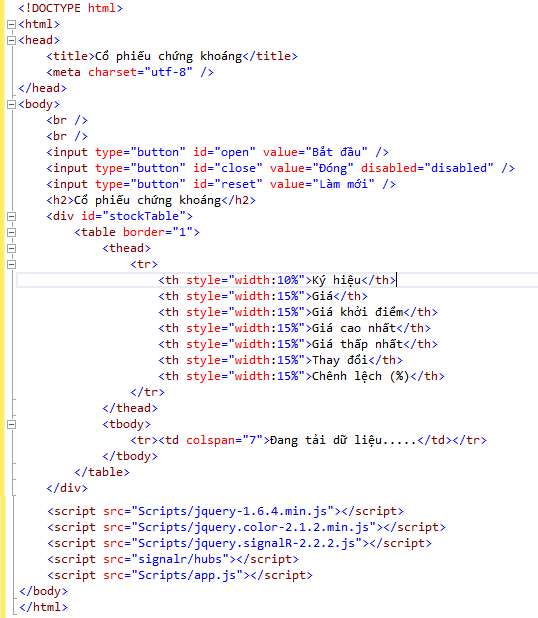 <!DOCTYPE html>
<html>
<head>
    <title>Cổ phiếu chứng khoáng</title>
    <meta charset="utf-8" />
</head>
<body>
    <br />
    <br />
    <input type="button" id="open" value="Bắt đầu" />
    <input type="button" id="close" value="Đóng" disabled="disabled" />
    <input type="button" id="reset" value="Làm mới" />
    <h2>Cổ phiếu chứng khoáng</h2>
    <div id="stockTable">
        <table border="1">
            <thead>
                <tr>
                    <th style="width:10%">Ký hiệu</th>
                    <th style="width:15%">Giá</th>
                    <th style="width:15%">Giá khởi điểm</th>
                    <th style="width:15%">Giá cao nhất</th>
                    <th style="width:15%">Giá thấp nhất</th>
                    <th style="width:15%">Thay đổi</th>
                    <th style="width:15%">Chênh lệch (%)</th>
                </tr>
            </thead>
            <tbody>
                <tr><td colspan="7">Đang tải dữ liệu.....</td></tr>
            </tbody>
        </table>
    </div>
    <script src="Scripts/jquery-1.6.4.min.js"></script>
    <script src="Scripts/jquery.color-2.1.2.min.js"></script>
    <script src="Scripts/jquery.signalR-2.2.2.js"></script>
    <script src="signalr/hubs"></script>
    <script src="Scripts/app.js"></script>
</body>
</html>